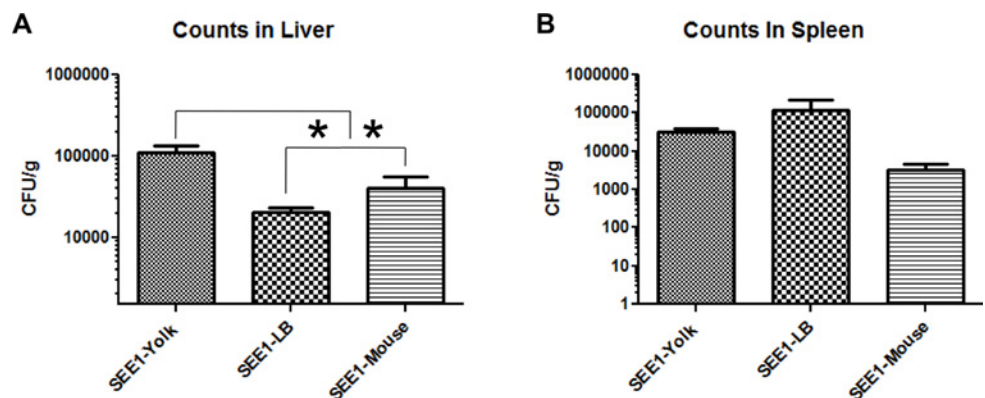 A
Counts in Liver
CFU/g
1000000
100000
10000
* *
SEE1-Yolk
SEE1-LB
SEE1-Mouse
B
Counts In Spleen
CFU/g
1000000
100000
10000
1000
100
10
1
SEE1-Yolk
SEE1-LB
SEE1-Mouse